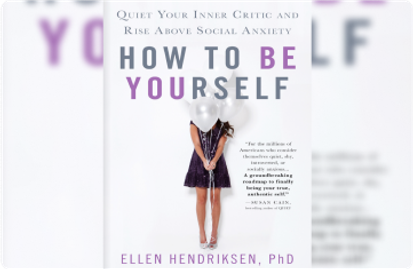 QUIET YOUR INNER CRITIC AND
RISE ABOVE SOCIAL ANXIETY
HOW TO BE
YOURSELF
"For the millions of
Americans who consider
themselves quiet, shy,
introverted, or
socially anxious...
A groundbreaking
roadmap to finally
being your true,
authentic self."
—SUSAN CAIN,
bestselling author of QUIET
ELLEN HENDRIKSEN, PhD